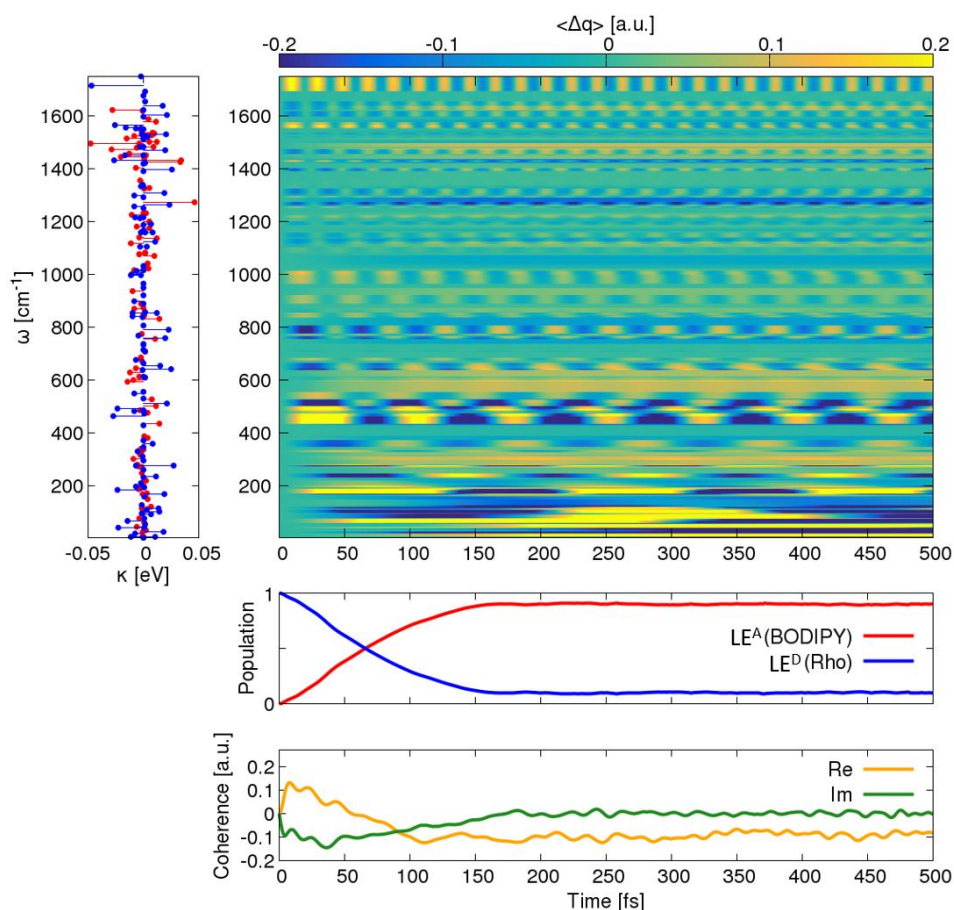 <Δq> [a.u.]
-0.2 -0.1 0 0.1 0.2
ω [cm-1]
1600
1400
1200
1000
800
600
400
200
-0.05 0 0.05
κ [eV]
1600
1400
1200
1000
800
600
400
200
0 50 100 150 200 250 300 350 400 450 500
Population
1
0
LEA(BODIPY)
LED(Rho)
Coherence [a.u.]
0.2
0.1
0
-0.1
-0.2
Re
Im
0 50 100 150 200 250 300 350 400 450 500
Time [fs]